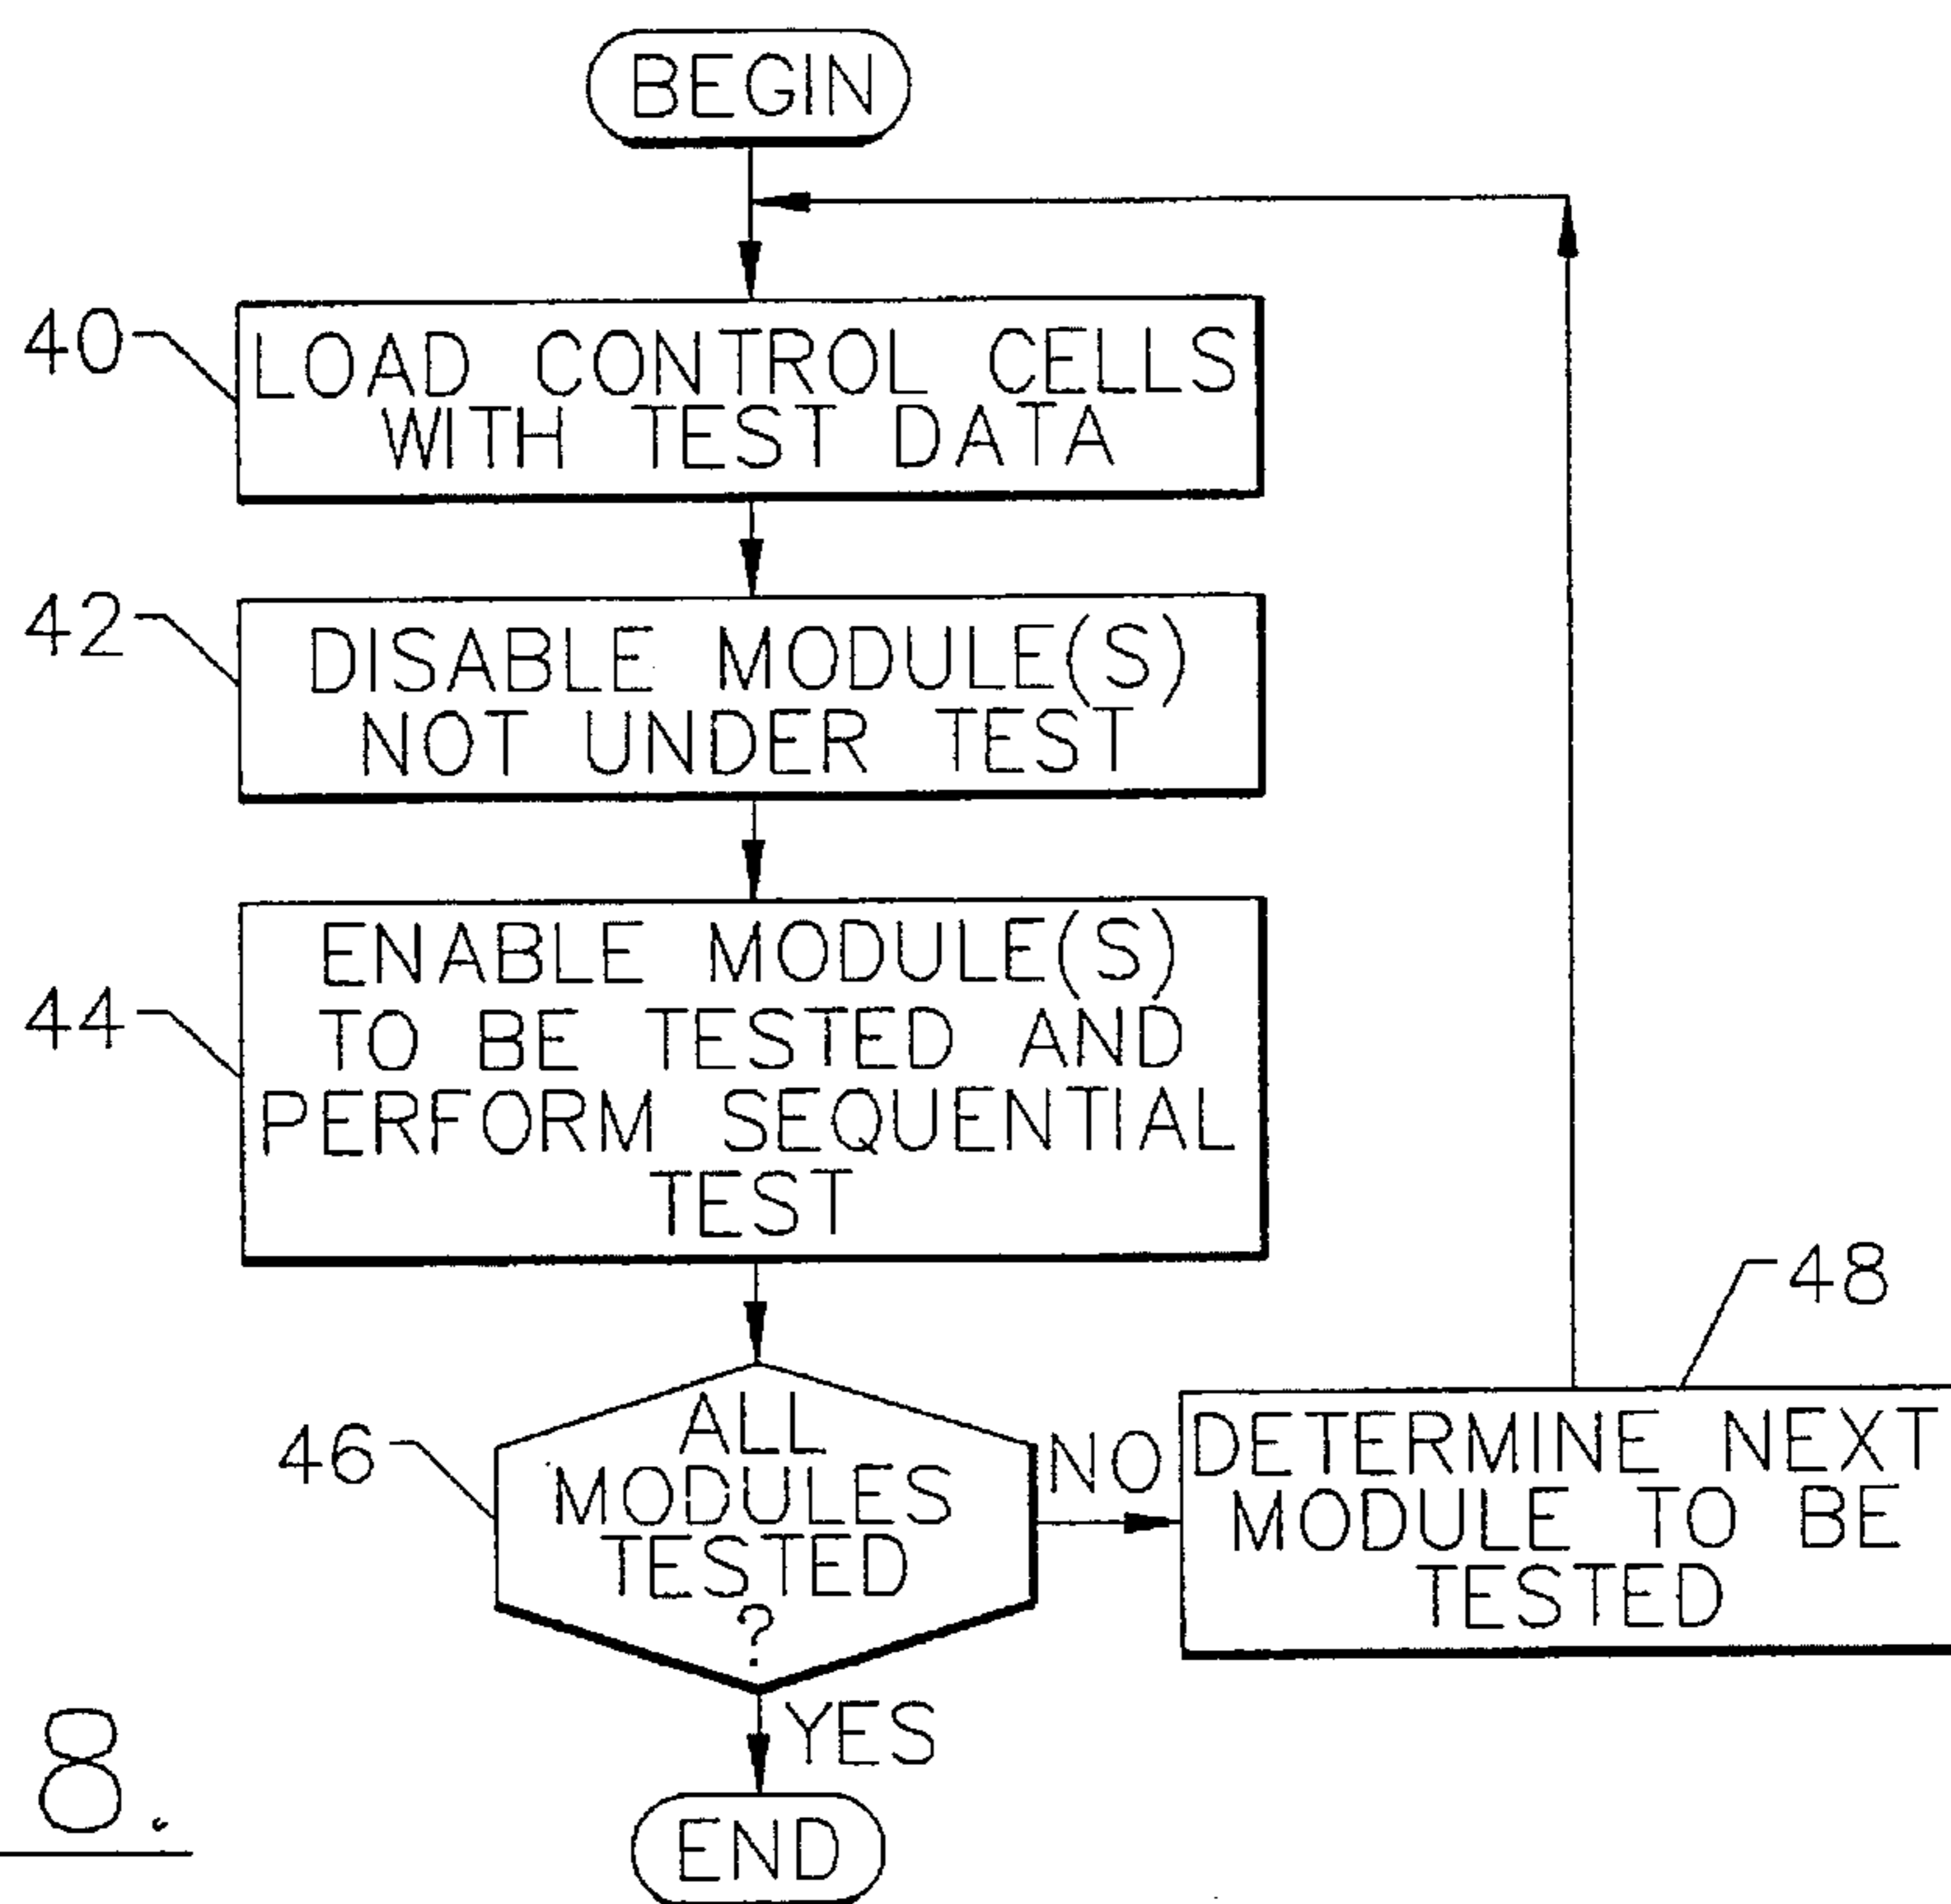 BEGIN
40
LOAD CONTROL CELLS
WITH TEST DATA
42
DISABLE MODULE(S)
NOT UNDER TEST
44
ENABLE MODULE(S)
TO BE TESTED AND
PERFORM SEQUENTIAL
TEST
46
ALL
MODULES
TESTED
?
NO
48
DETERMINE NEXT
MODULE TO BE
TESTED
YES
END
8.